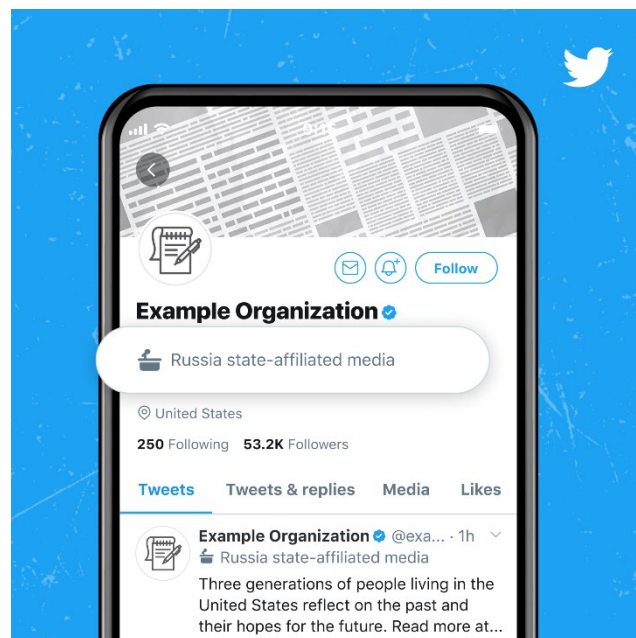 Follow
Example Organization
Russia state-affiliated media
United States
250 Following 53.2K Followers
Tweets Tweets & replies Media Likes
Example Organization @exa... · 1h
Russia state-affiliated media
Three generations of people living in the
United States reflect on the past and
their hopes for the future. Read more at...